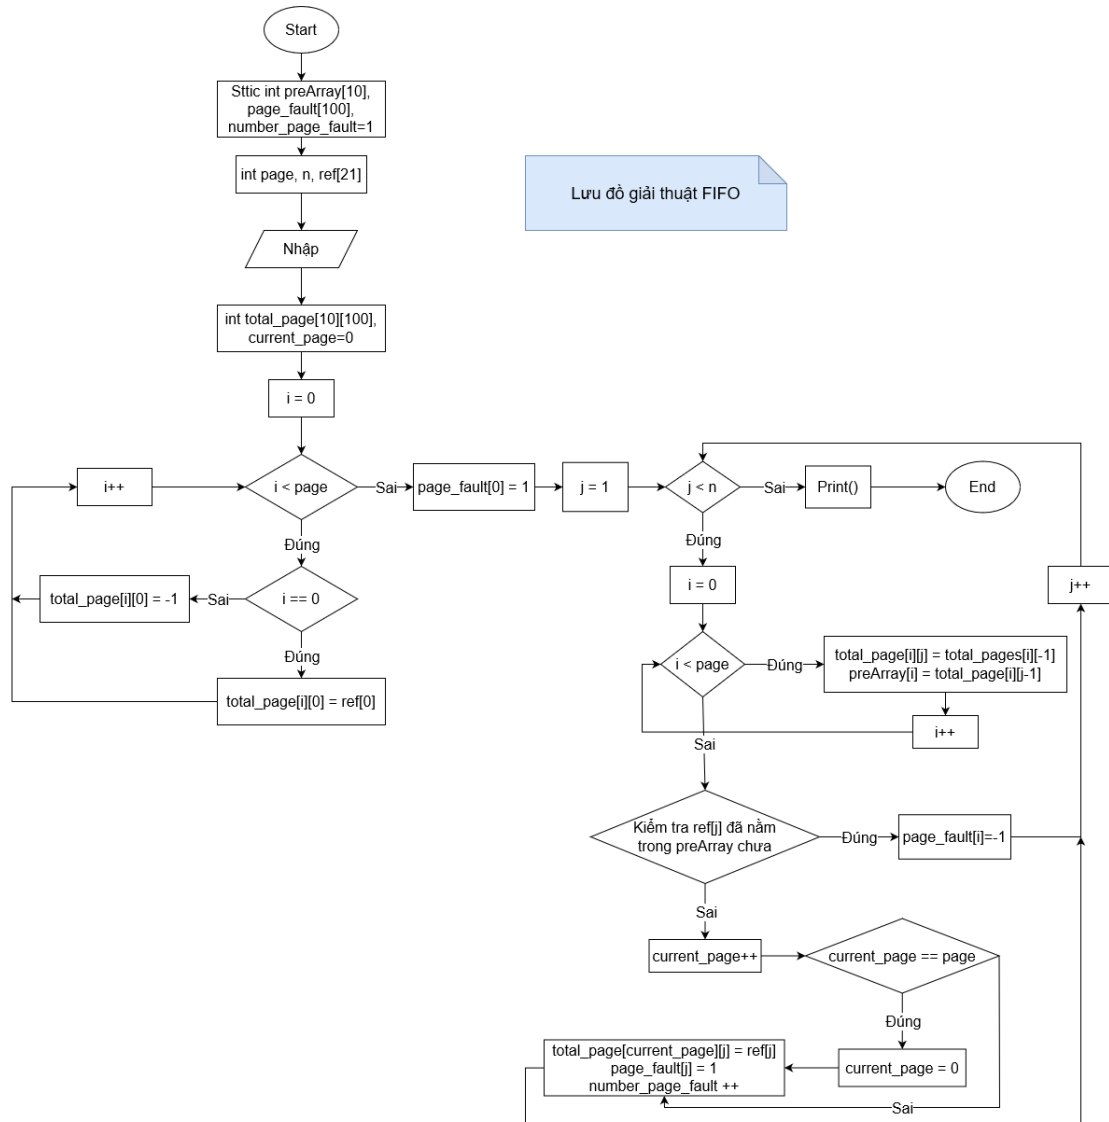 Start
Sttic int preArray[10],
page_fault[100],
number_page_fault=1
int page, n, ref[21]
Lưu đồ giải thuật FIFO
Nhập
int total_page[10][100],
current_page=0
i = 0
i++
i < page
Sai
page_fault[0] = 1
j = 1
j < n
Sai
Print()
End
Đúng
Đúng
total_page[i][0] = -1
Sai
i == 0
i = 0
j++
Đúng
total_page[i][0] = ref[0]
i < page
Đúng
total_page[i][j] = total_pages[i][-1]
preArray[i] = total_page[i][j-1]
i++
Sai
Kiểm tra ref[j] đã nằm
trong preArray chưa
Đúng
page_fault[i]=-1
Sai
current_page++
current_page == page
Đúng
total_page[current_page][j] = ref[j]
page_fault[j] = 1
number_page_fault ++
current_page = 0
Sai